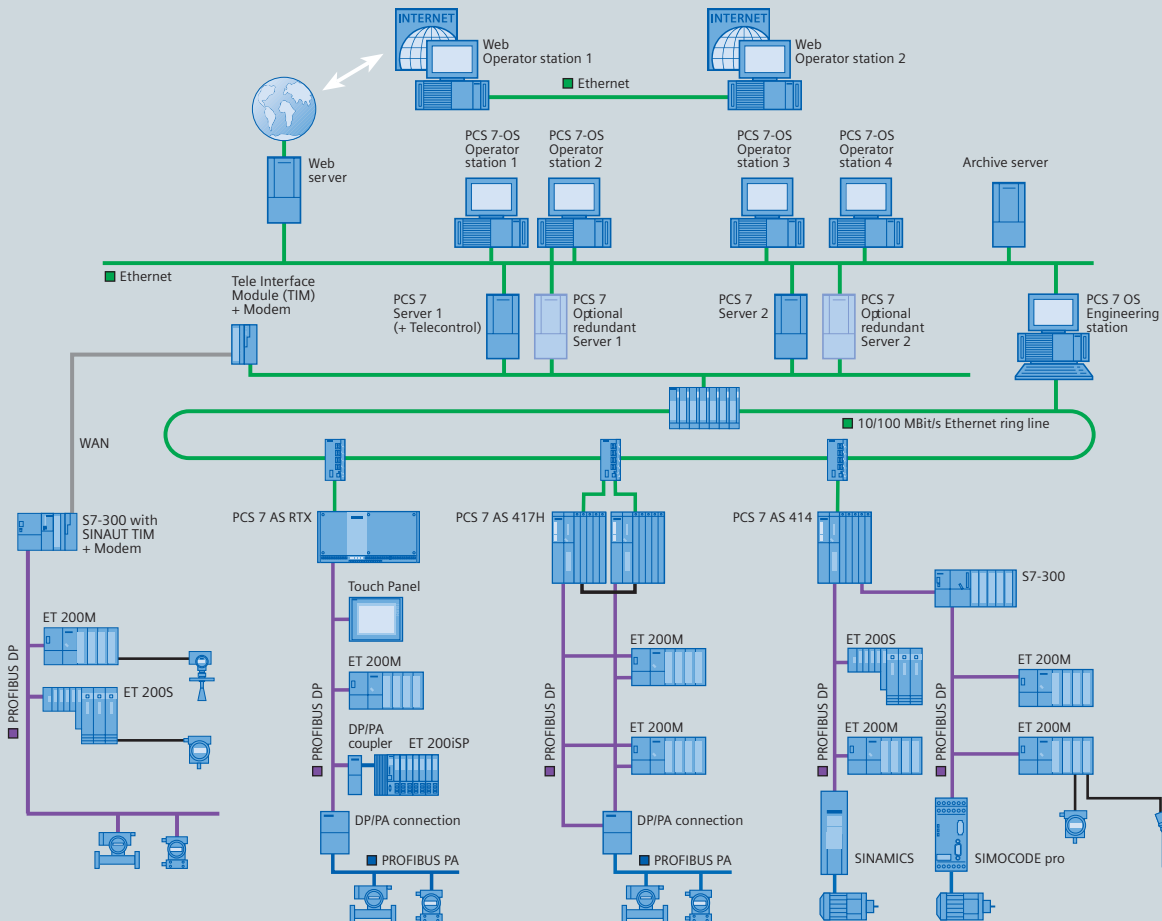 INTERNET
Web
Operator station 1
INTERNET
Web
Operator station 2
Ethernet
Web
server
PCS 7-OS
Operator
station 1
PCS 7-OS
Operator
station 2
PCS 7-OS
Operator
station 3
PCS 7-OS
Operator
station 4
Archive server
Ethernet
Tele Interface
Module (TIM)
+ Modem
PCS 7
Server 1
(+ Telecontrol)
PCS 7
Optional
redundant
Server 1
PCS 7
Server 2
PCS 7
Optional
redundant
Server 2
PCS 7 OS
Engineering
station
10/100 MBit/s Ethernet ring line
WAN
S7-300 with
SINAUT TIM
+ Modem
PCS 7 AS RTX
PCS 7 AS 417H
PCS 7 AS 414
S7-300
Touch Panel
ET 200M
ET 200S
PROFIBUS DP
ET 200M
DP/PA
coupler
ET 200iSP
PROFIBUS DP
DP/PA connection
PROFIBUS PA
ET 200M
ET 200M
PROFIBUS DP
DP/PA connection
PROFIBUS PA
ET 200S
ET 200M
PROFIBUS DP
SINAMICS
ET 200M
ET 200M
PROFIBUS DP
SIMOCODE pro